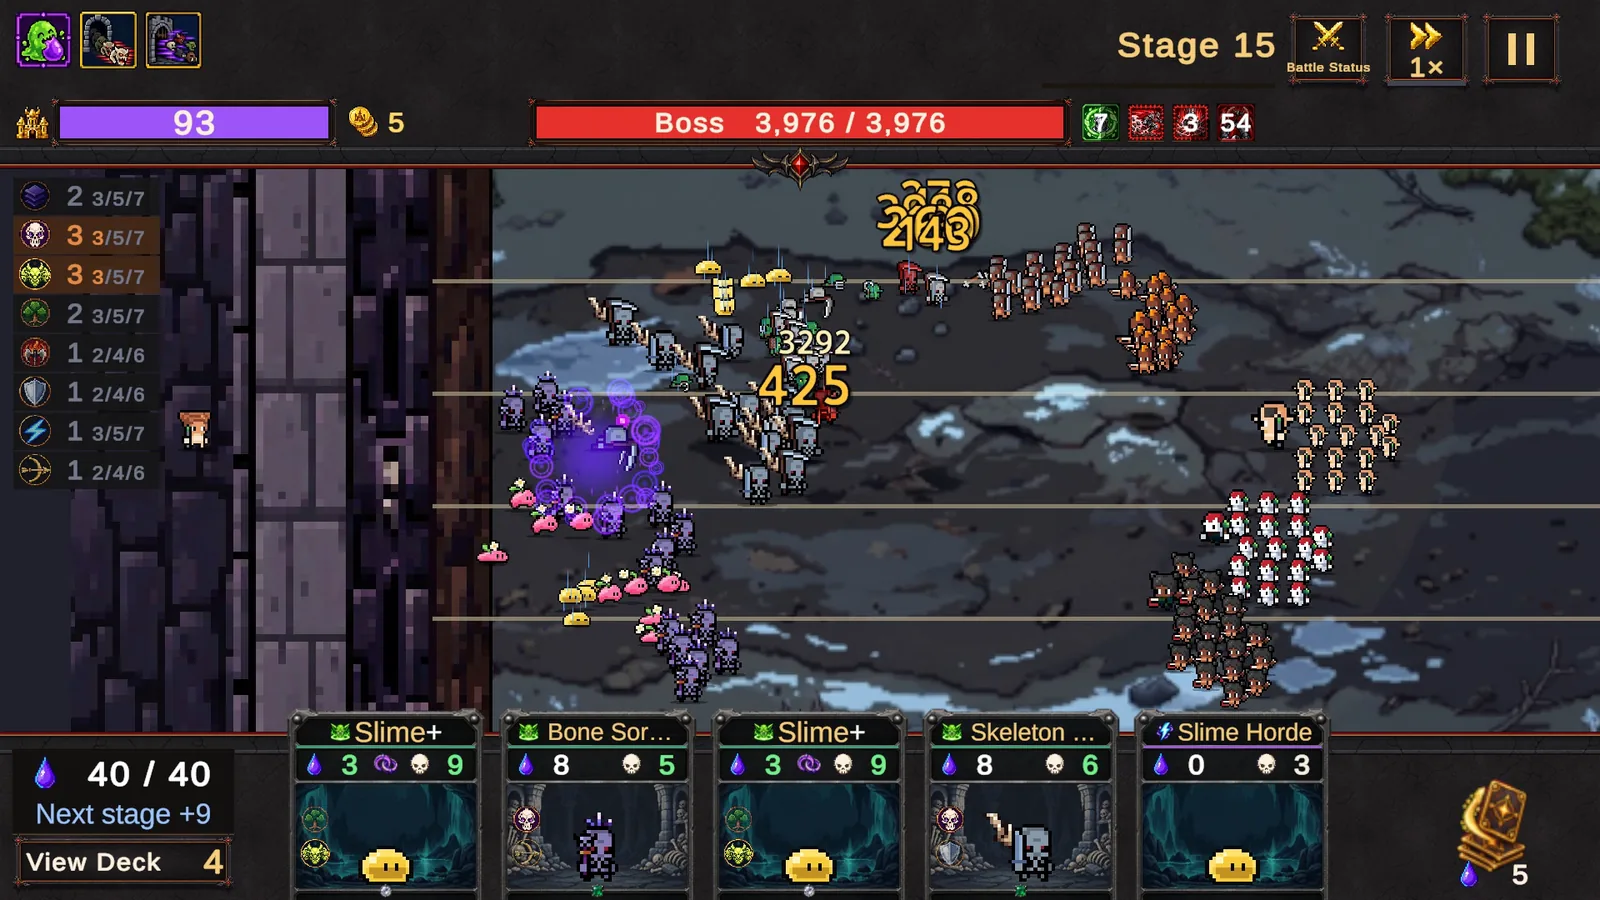 Stage 15
Battle Status
1×
93
5
Boss 3,976 / 3,976
7
3
54
2 3/5/7
3 3/5/7
3 3/5/7
2 3/5/7
1 2/4/6
1 2/4/6
1 3/5/7
1 2/4/6
3292
425
40 / 40
Next stage +9
View Deck 4
Slime+
3 9
Bone Sor...
8 5
Slime+
3 9
Skeleton ...
8 6
Slime Horde
0 3
5